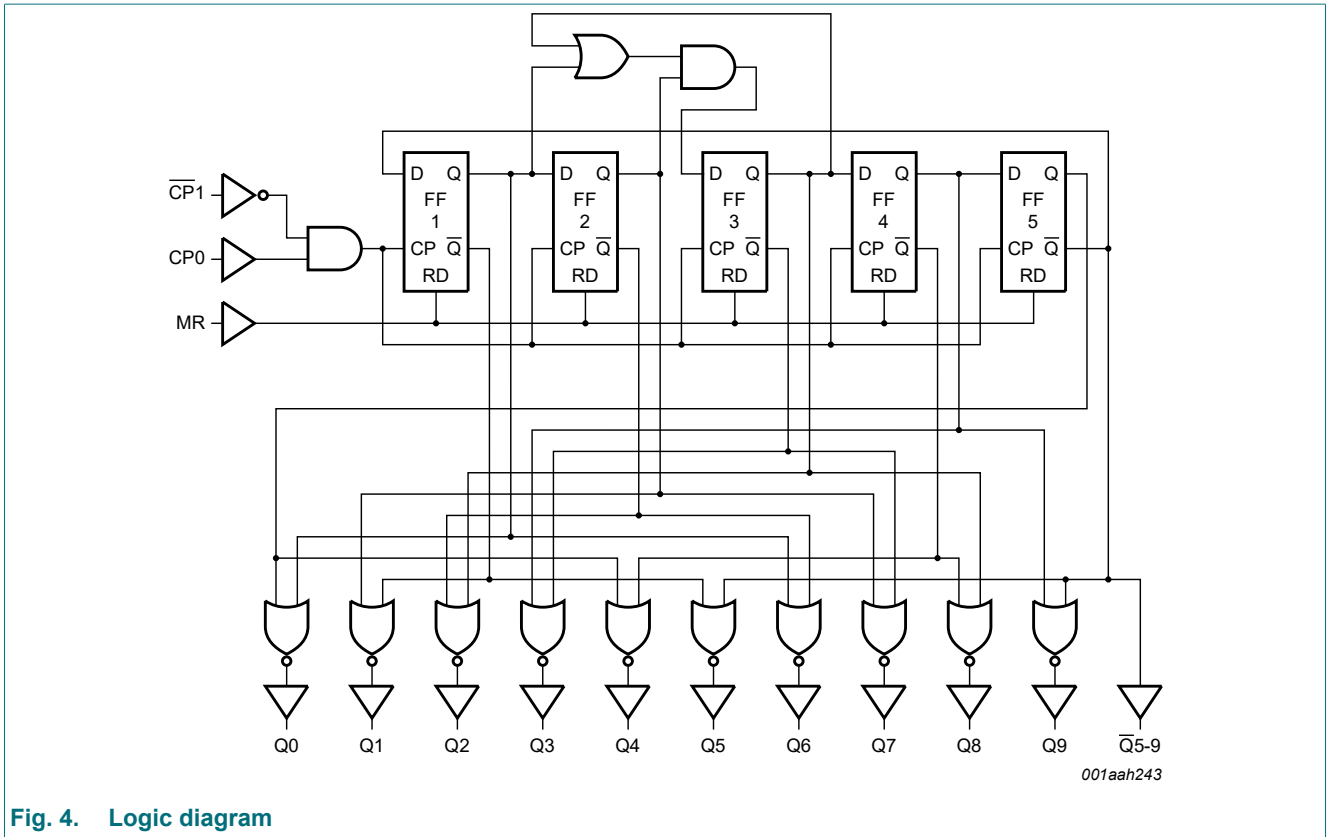 D Q D Q D Q D Q D Q
FF FF FF FF FF
1 2 3 4 5
CP Q̅ CP Q̅ CP Q̅ CP Q̅ CP Q̅
RD RD RD RD RD
C̅P̅1
CP0
MR
Q0 Q1 Q2 Q3 Q4 Q5 Q6 Q7 Q8 Q9 Q̅5-9
001aah243
Fig. 4. Logic diagram